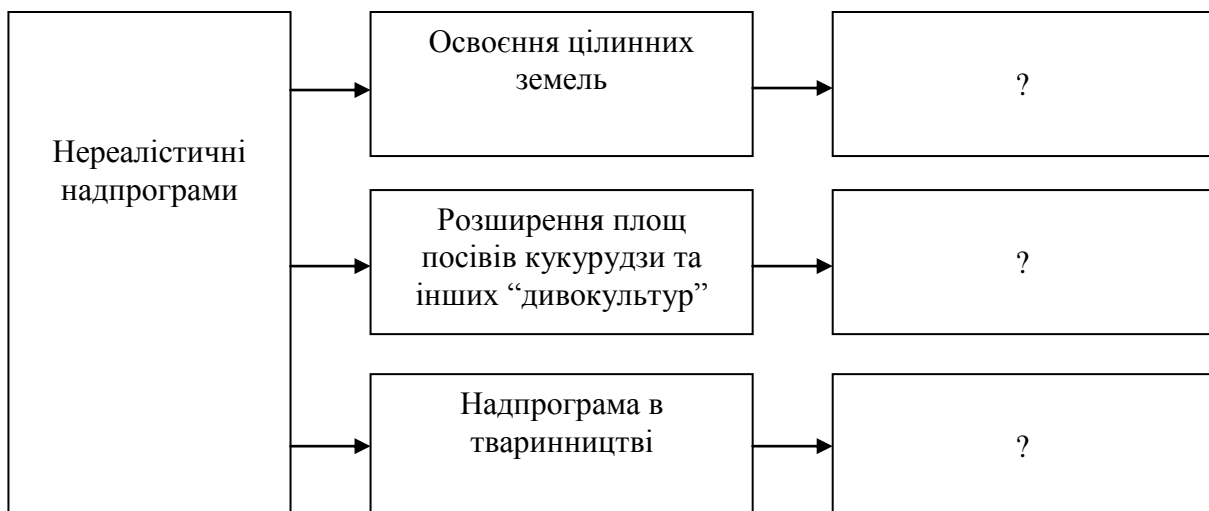 Нереалістичні
надпрограми
Освоєння цілинних
земель
?
Розширення площ
посівів кукурудзи та
інших “дивокультур”
?
Надпрограма в
тваринництві
?